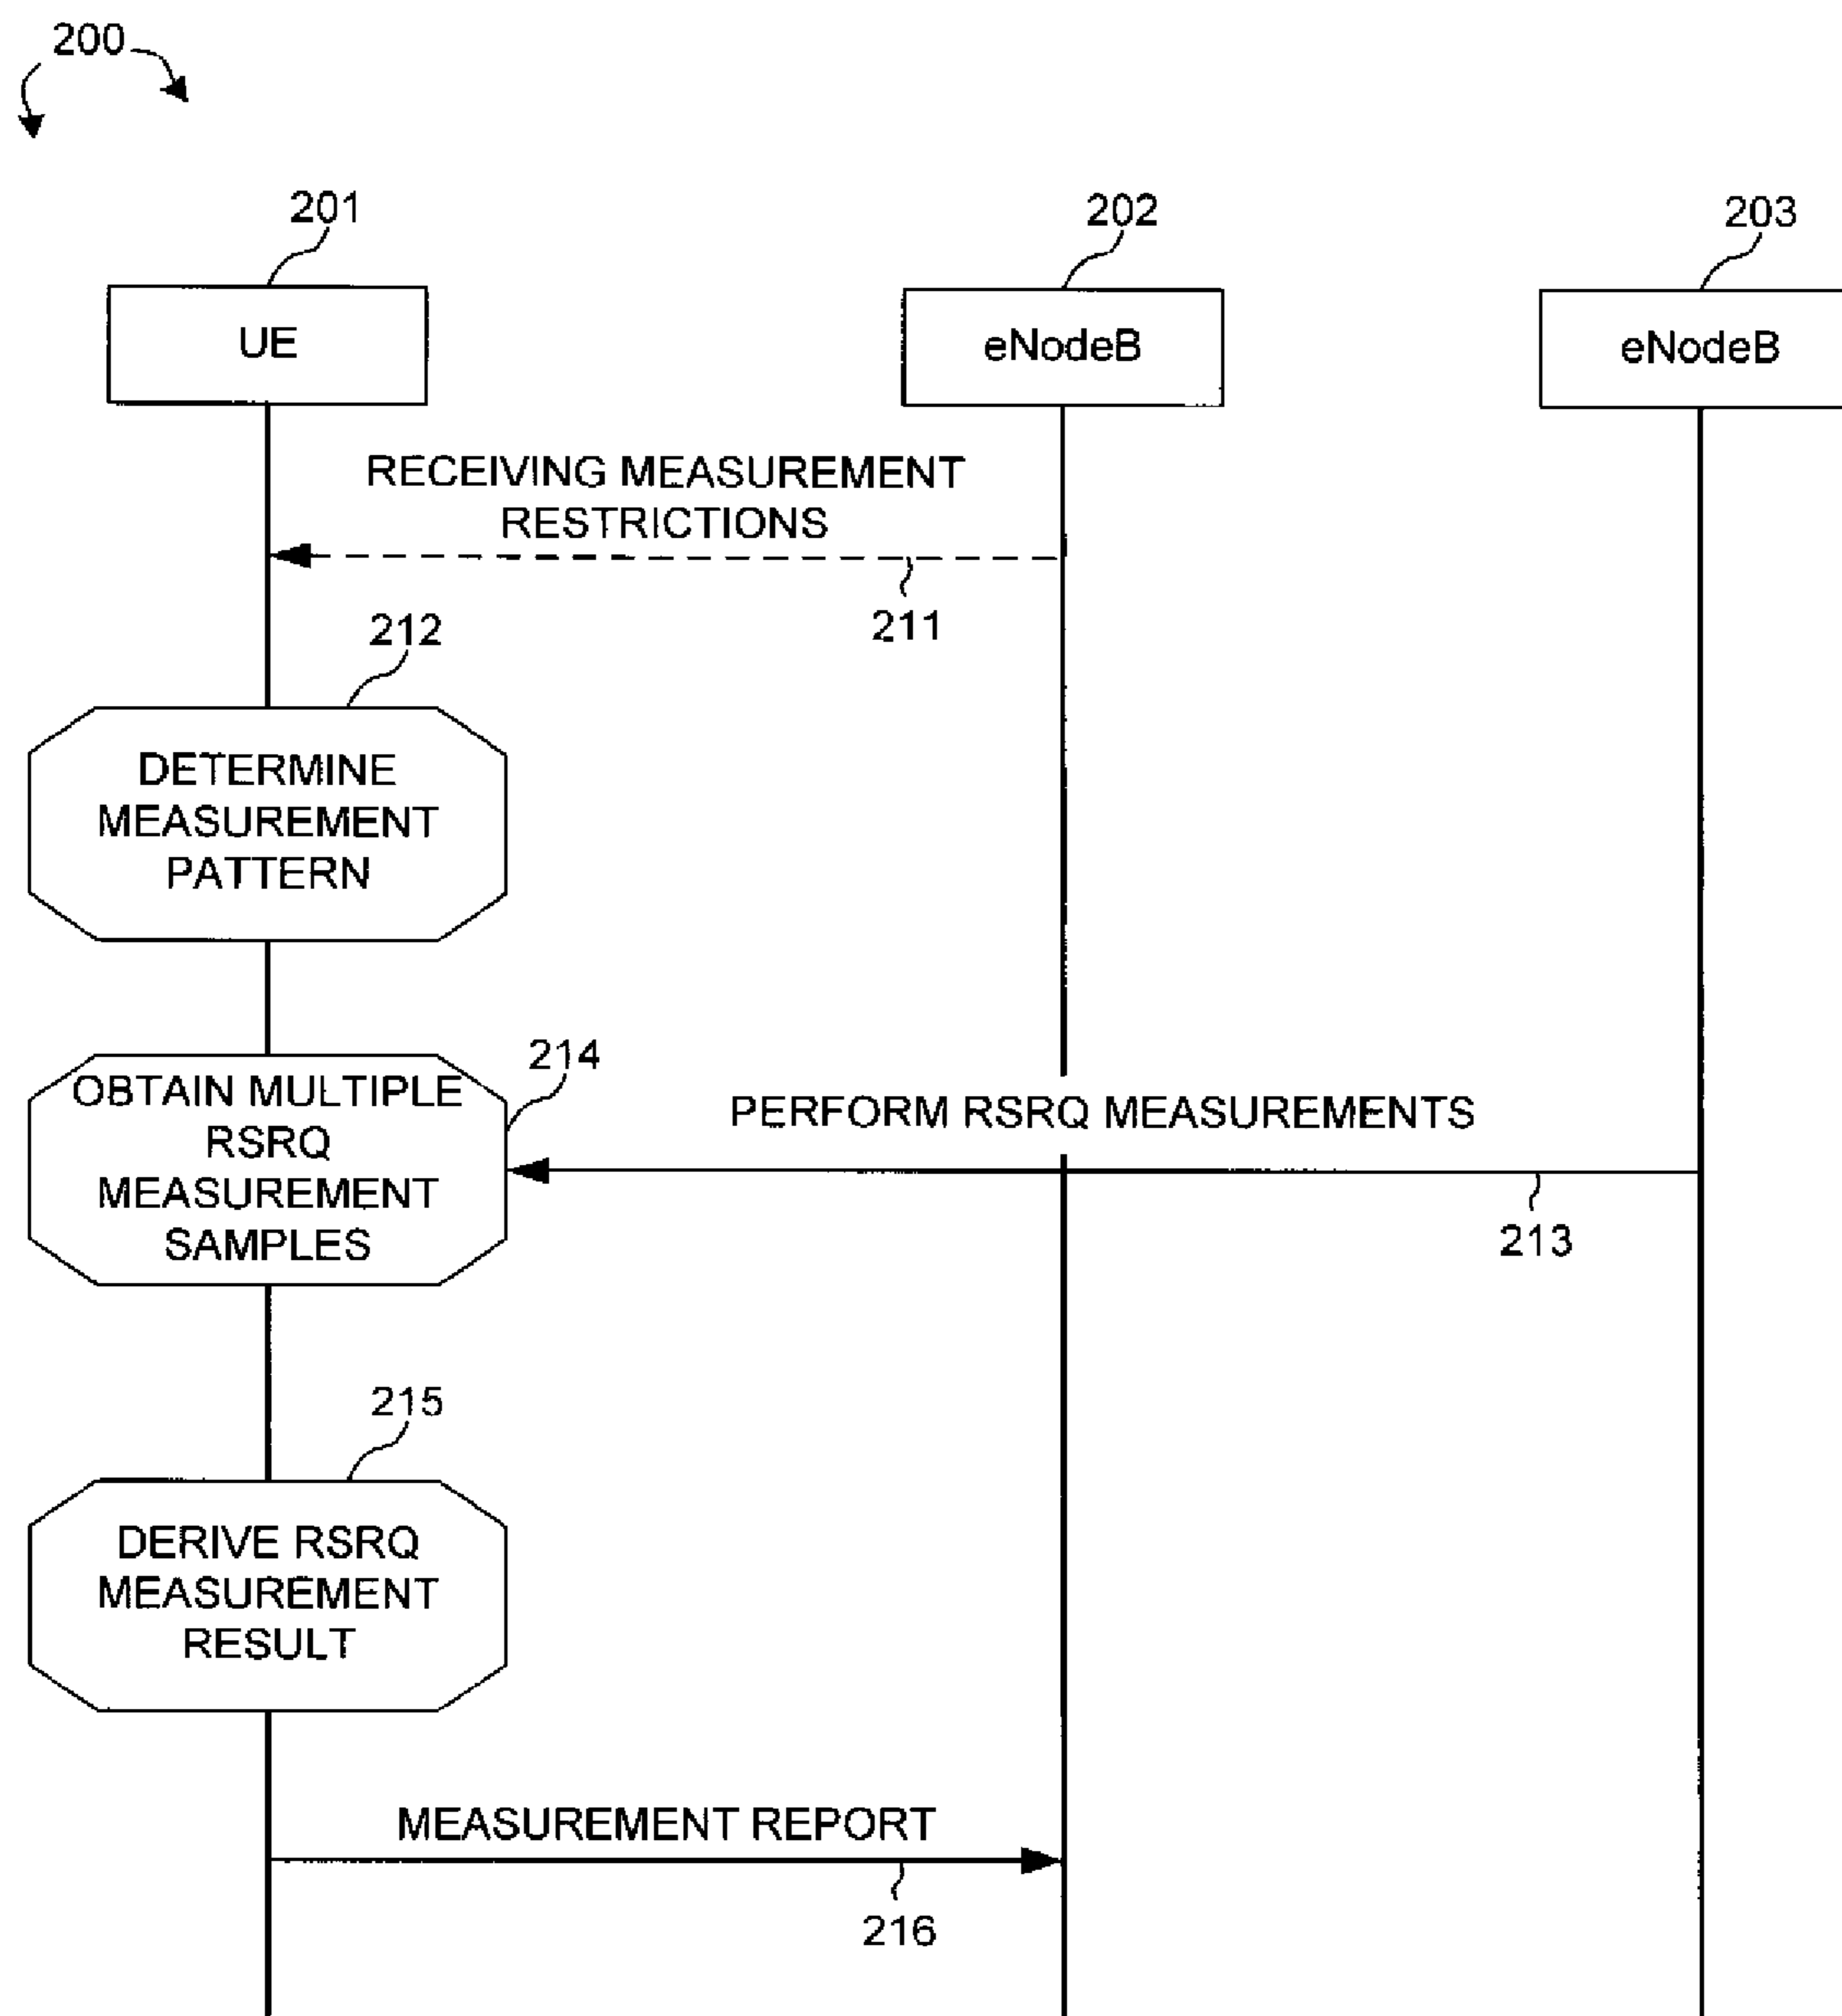 200
201
202
203
UE
eNodeB
eNodeB
RECEIVING MEASUREMENT
RESTRICTIONS
211
212
DETERMINE
MEASUREMENT
PATTERN
214
OBTAIN MULTIPLE
RSRQ
MEASUREMENT
SAMPLES
PERFORM RSRQ MEASUREMENTS
213
215
DERIVE RSRQ
MEASUREMENT
RESULT
MEASUREMENT REPORT
216